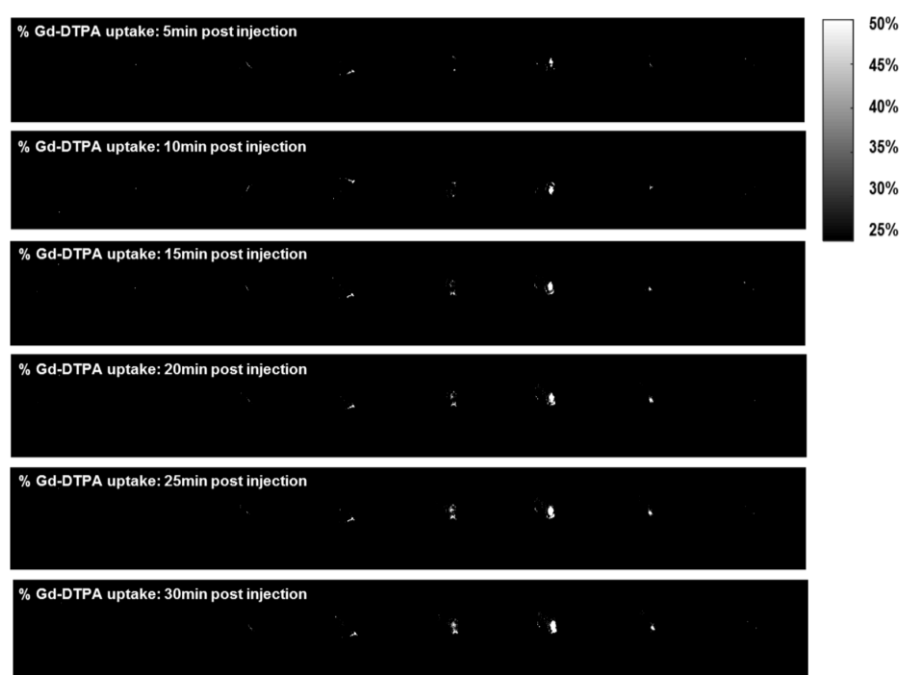 % Gd-DTPA uptake: 5min post injection
50%
45%
40%
35%
30%
25%
% Gd-DTPA uptake: 10min post injection
% Gd-DTPA uptake: 15min post injection
% Gd-DTPA uptake: 20min post injection
% Gd-DTPA uptake: 25min post injection
% Gd-DTPA uptake: 30min post injection